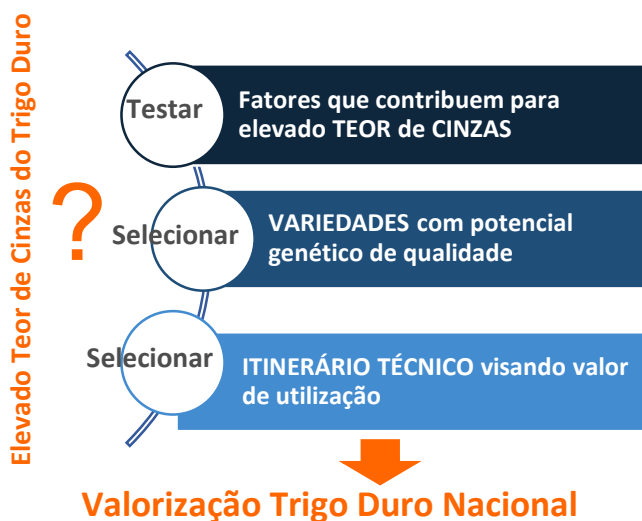 Elevado Teor de Cinzas do Trigo Duro
?
Testar
Fatores que contribuem para
elevado TEOR de CINZAS
Selecionar
VARIEDADES com potencial
genético de qualidade
Selecionar
ITINERÁRIO TÉCNICO visando valor
de utilização
Valorização Trigo Duro Nacional